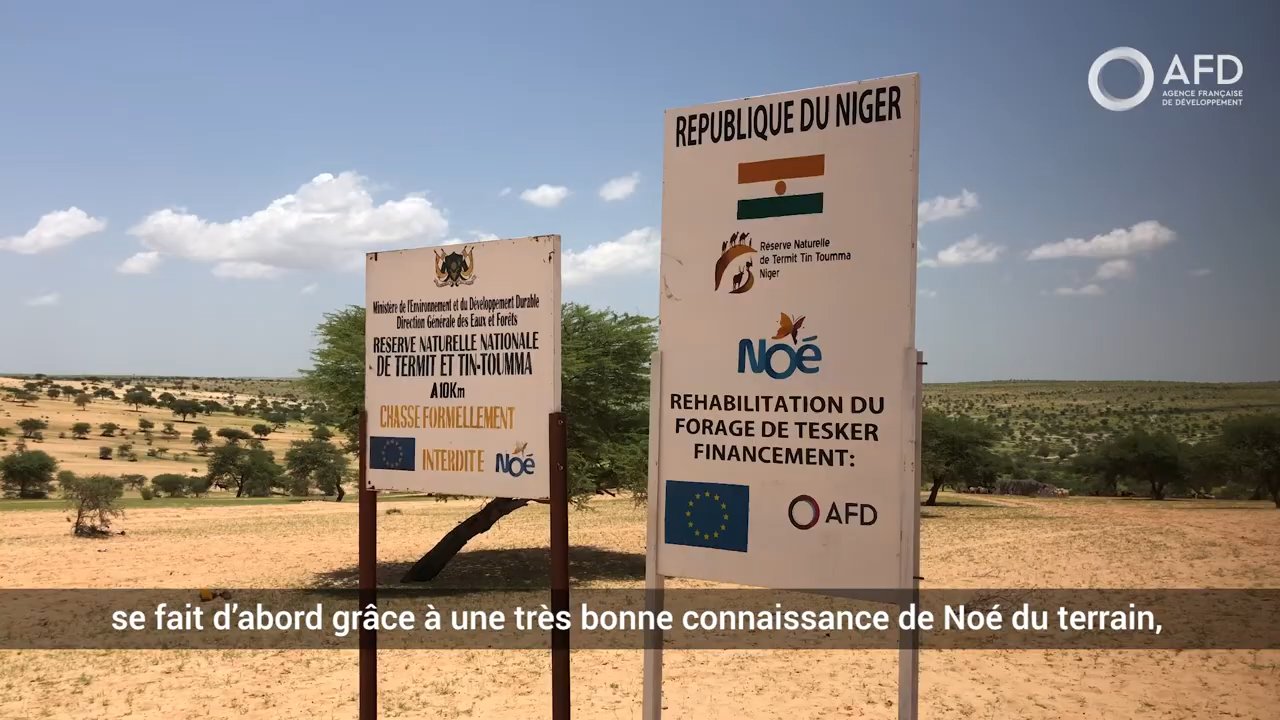 AFD
AGENCE FRANÇAISE
DE DÉVELOPPEMENT
Ministère de l'Environnement et du Développement Durable
Direction Générale des Eaux et Forêts
RESERVE NATURELLE NATIONALE
DE TERMIT ET TIN-TOUMMA
A 10 Km
CHASSE FORMELLEMENT
INTERDITE
Noé
REPUBLIQUE DU NIGER
Réserve Naturelle
de Termit Tin Toumma
Niger
Noé
REHABILITATION DU
FORAGE DE TESKER
FINANCEMENT:
AFD
se fait d'abord grâce à une très bonne connaissance de Noé du terrain,